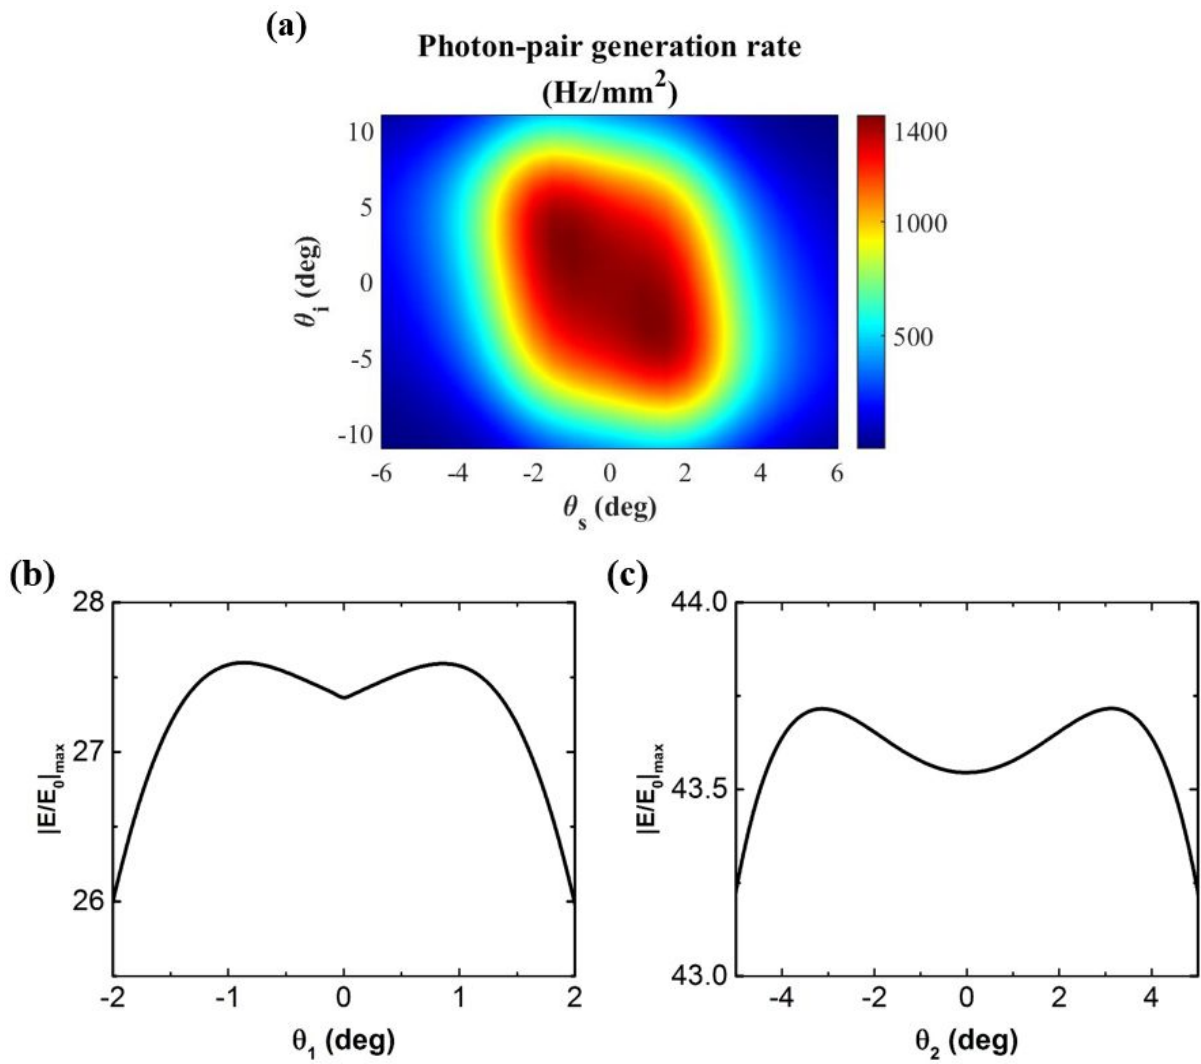 (a)
Photon-pair generation rate
(Hz/mm²)
10
5
0
-5
-10
θi (deg)
-6 -4 -2 0 2 4 6
θs (deg)
1400
1000
500
(b)
28
27
26
|E/E₀|max
-2 -1 0 1 2
θ₁ (deg)
(c)
44.0
43.5
43.0
|E/E₀|max
-4 -2 0 2 4
θ₂ (deg)